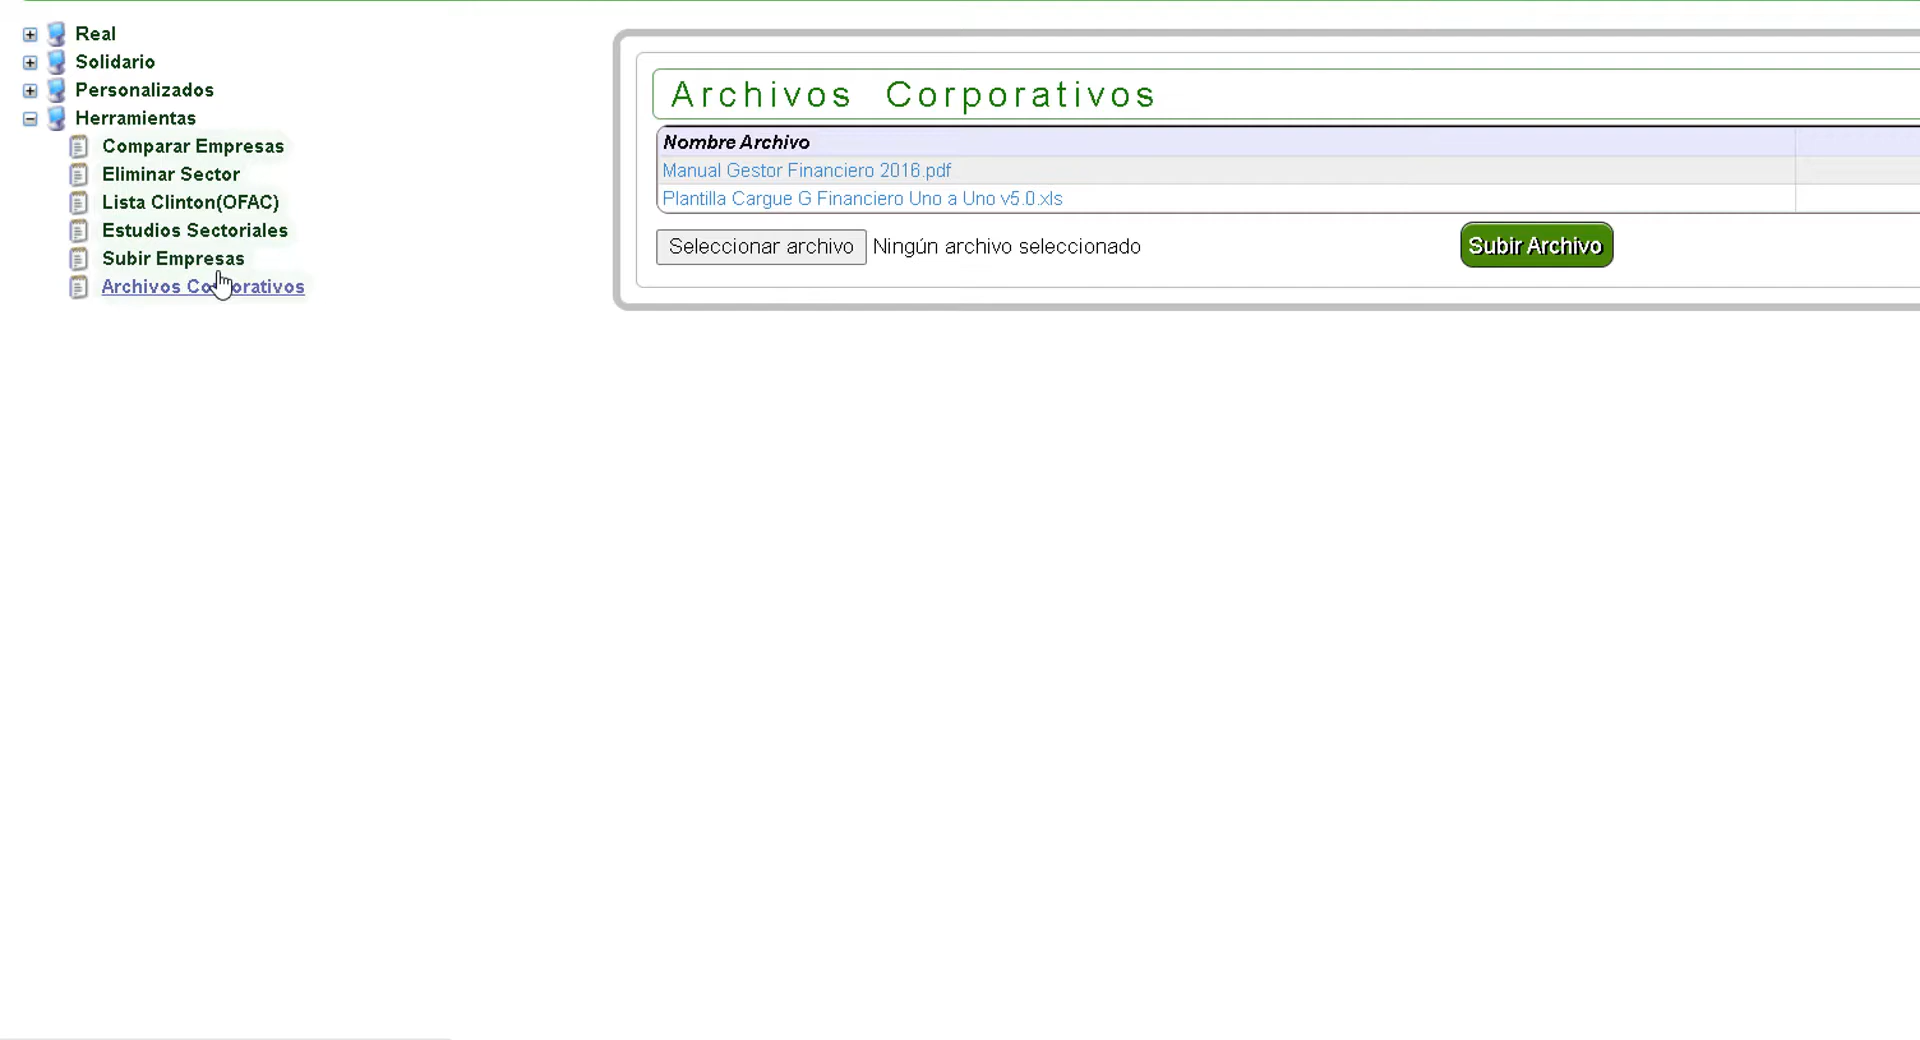 Real
Solidario
Personalizados
Herramientas
Comparar Empresas
Eliminar Sector
Lista Clinton(OFAC)
Estudios Sectoriales
Subir Empresas
Archivos Corporativos
Archivos Corporativos
Nombre Archivo
Manual Gestor Financiero 2016.pdf
Plantilla Cargue G Financiero Uno a Uno v5.0.xls
Seleccionar archivo Ningún archivo seleccionado
Subir Archivo